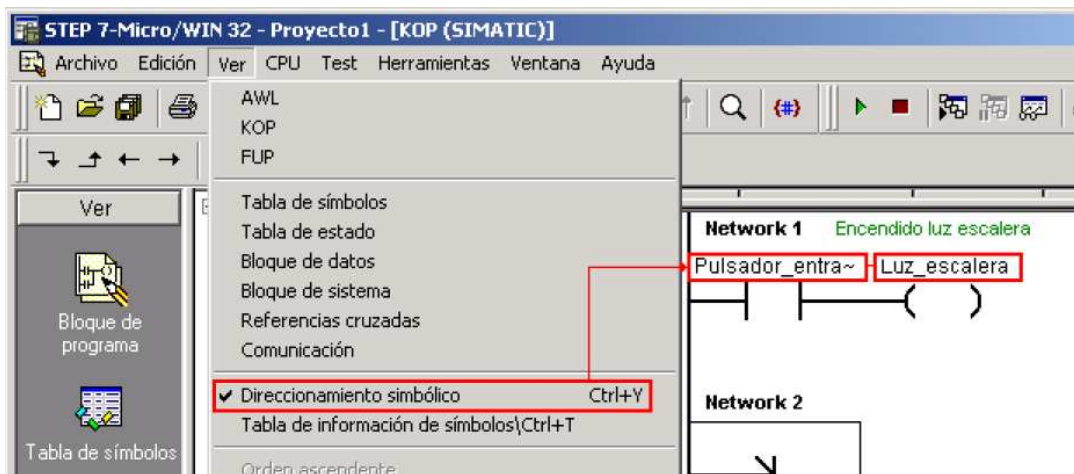 STEP 7-Micro/WIN 32 - Proyecto1 - [KOP (SIMATIC)]
Archivo Edición Ver CPU Test Herramientas Ventana Ayuda
AWL
KOP
FUP
Tabla de símbolos
Tabla de estado
Bloque de datos
Bloque de sistema
Referencias cruzadas
Comunicación
Direccionamiento simbólico Ctrl+Y
Tabla de información de símbolos\Ctrl+T
Orden ascendente
Ver
Bloque de
programa
Tabla de símbolos
Network 1 Encendido luz escalera
Pulsador_entra~ Luz_escalera
Network 2